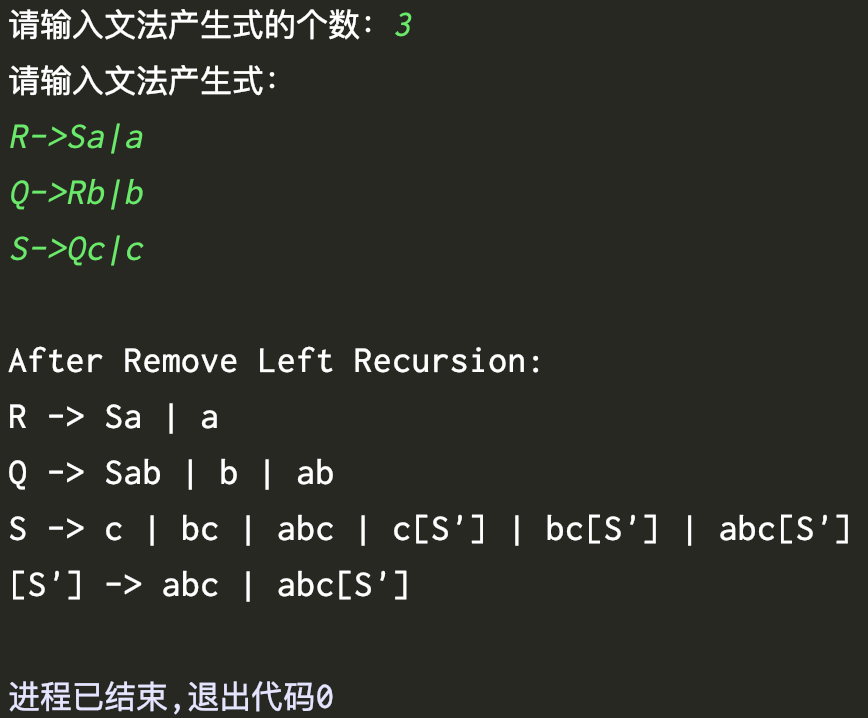 请输入文法产生式的个数: 3
请输入文法产生式:
R->Sa|a
Q->Rb|b
S->Qc|c
After Remove Left Recursion:
R -> Sa | a
Q -> Sab | b | ab
S -> c | bc | abc | c[S'] | bc[S'] | abc[S']
[S'] -> abc | abc[S']
进程已结束,退出代码0